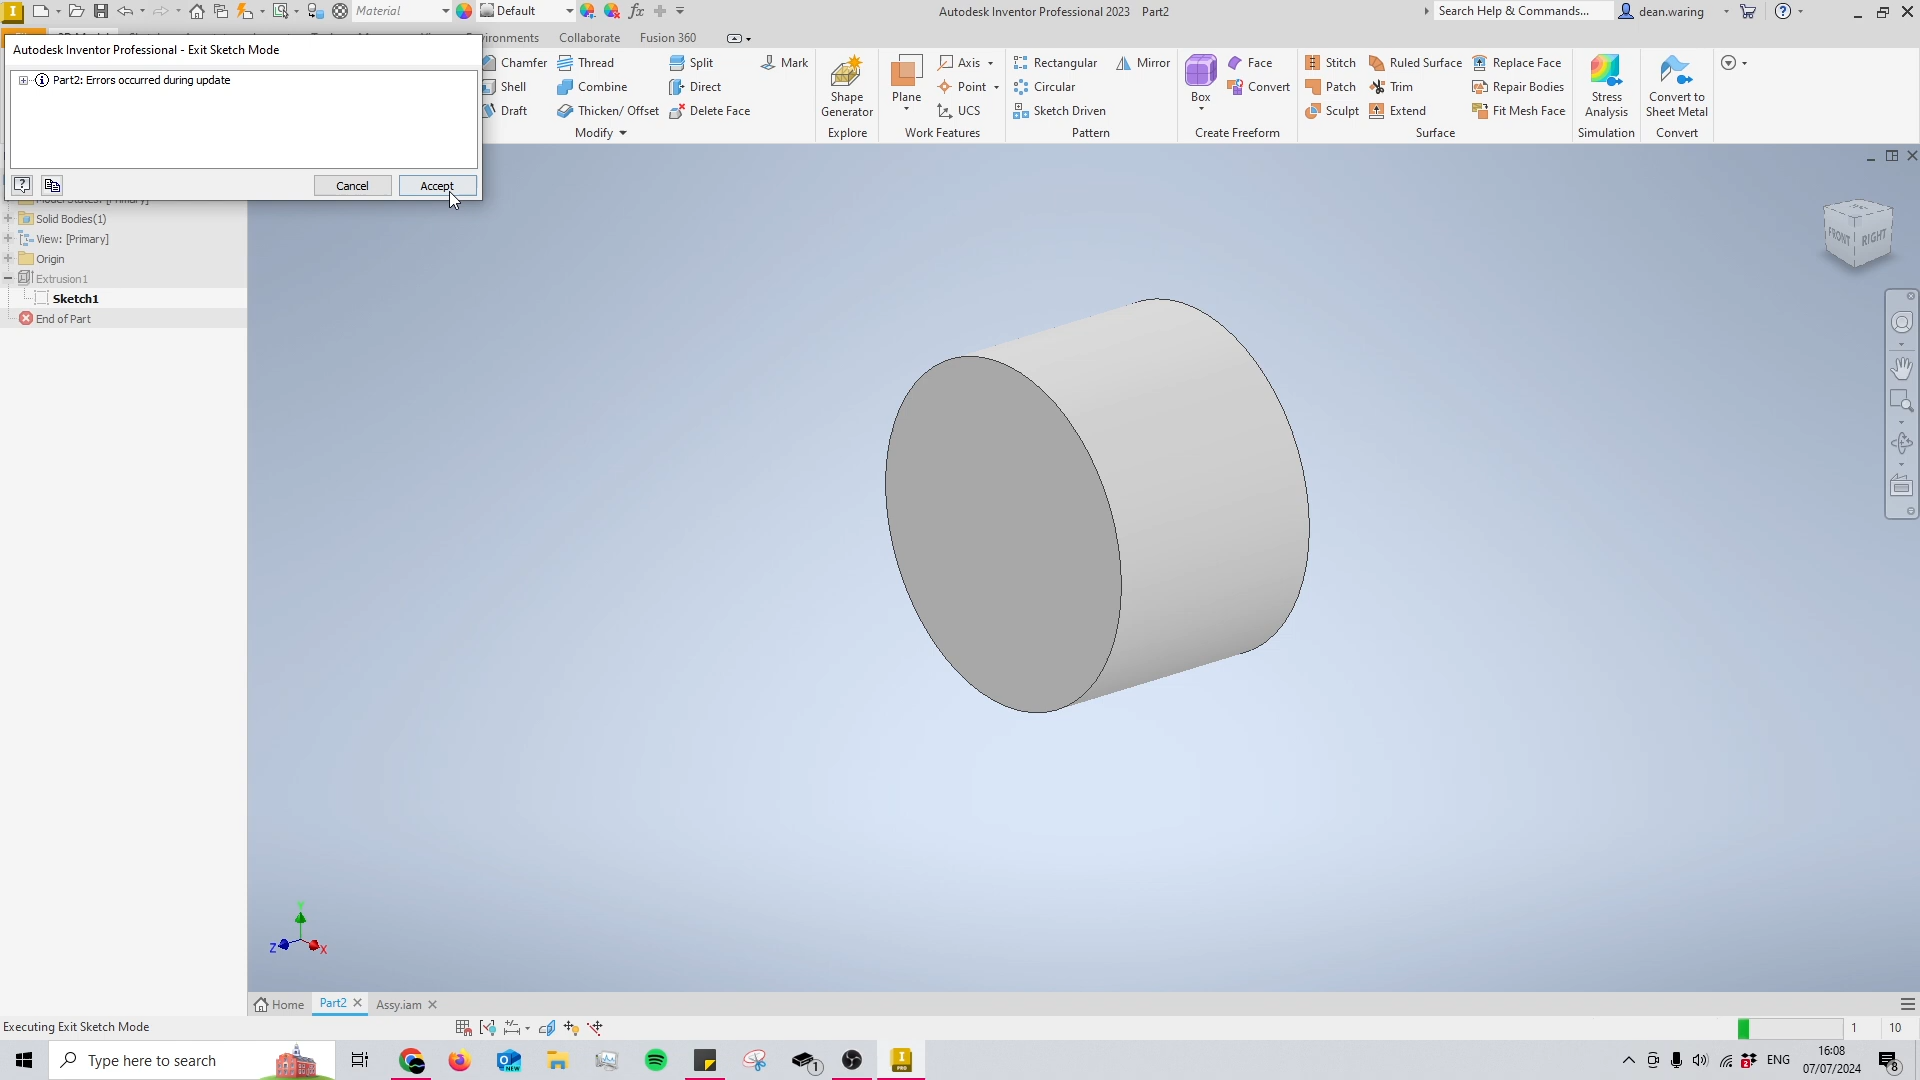 Material
Default
Autodesk Inventor Professional 2023 Part2
Search Help & Commands...
dean.waring
Collaborate
Fusion 360
Autodesk Inventor Professional - Exit Sketch Mode
Part2: Errors occurred during update
Cancel
Accept
Chamfer
Thread
Split
Mark
Shell
Combine
Direct
Draft
Thicken/ Offset
Delete Face
Modify
Shape
Generator
Explore
Plane
Axis
Point
UCS
Work Features
Rectangular
Mirror
Circular
Sketch Driven
Pattern
Box
Face
Convert
Create Freeform
Stitch
Ruled Surface
Replace Face
Patch
Trim
Repair Bodies
Sculpt
Extend
Fit Mesh Face
Surface
Stress
Analysis
Simulation
Convert to
Sheet Metal
Convert
Solid Bodies(1)
View: [Primary]
Origin
Extrusion1
Sketch1
End of Part
FRONT
RIGHT
Y
Z
X
Home
Part2
Assy.iam
Executing Exit Sketch Mode
1
10
Type here to search
ENG
16:08
07/07/2024
8